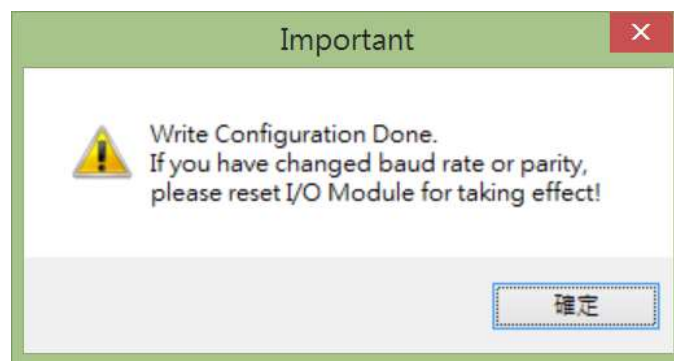 Important
Write Configuration Done.
If you have changed baud rate or parity,
please reset I/O Module for taking effect!
確定